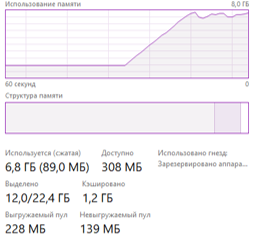 Использование памяти 8,0 ГБ
60 секунд 0
Структура памяти
Используется (сжатая) Доступно Использовано гнезд:
6,8 ГБ (89,0 МБ) 308 МБ Зарезервировано аппара...
Выделено Кэшировано
12,0/22,4 ГБ 1,2 ГБ
Выгружаемый пул Невыгружаемый пул
228 МБ 139 МБ